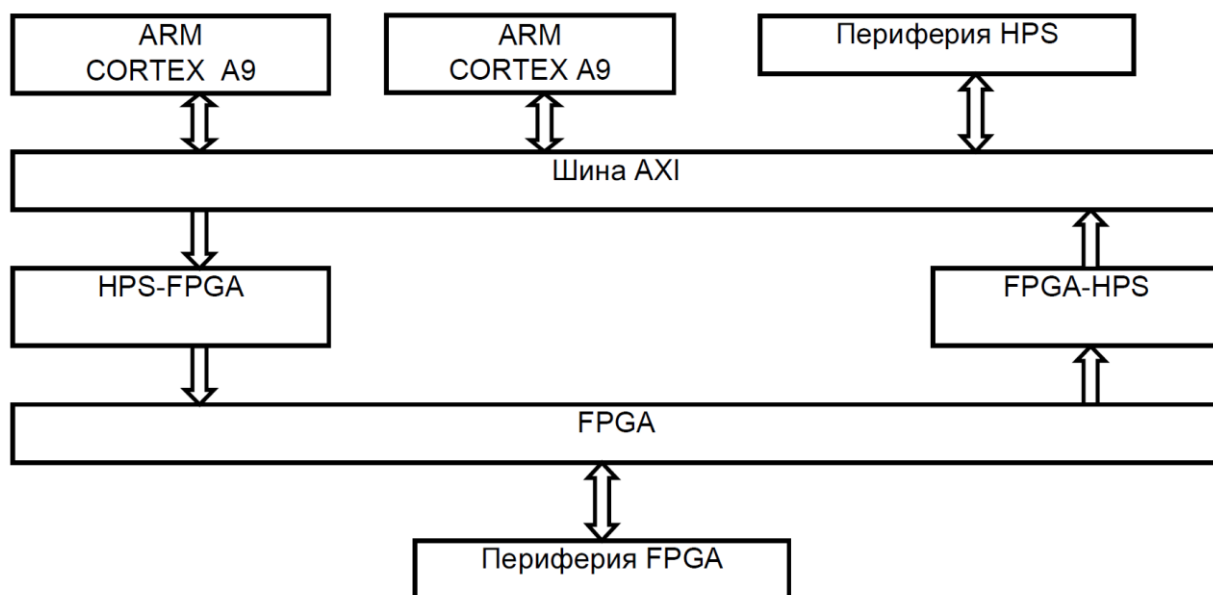 ARM
CORTEX A9
ARM
CORTEX A9
Периферия HPS
Шина AXI
HPS-FPGA
FPGA-HPS
FPGA
Периферия FPGA